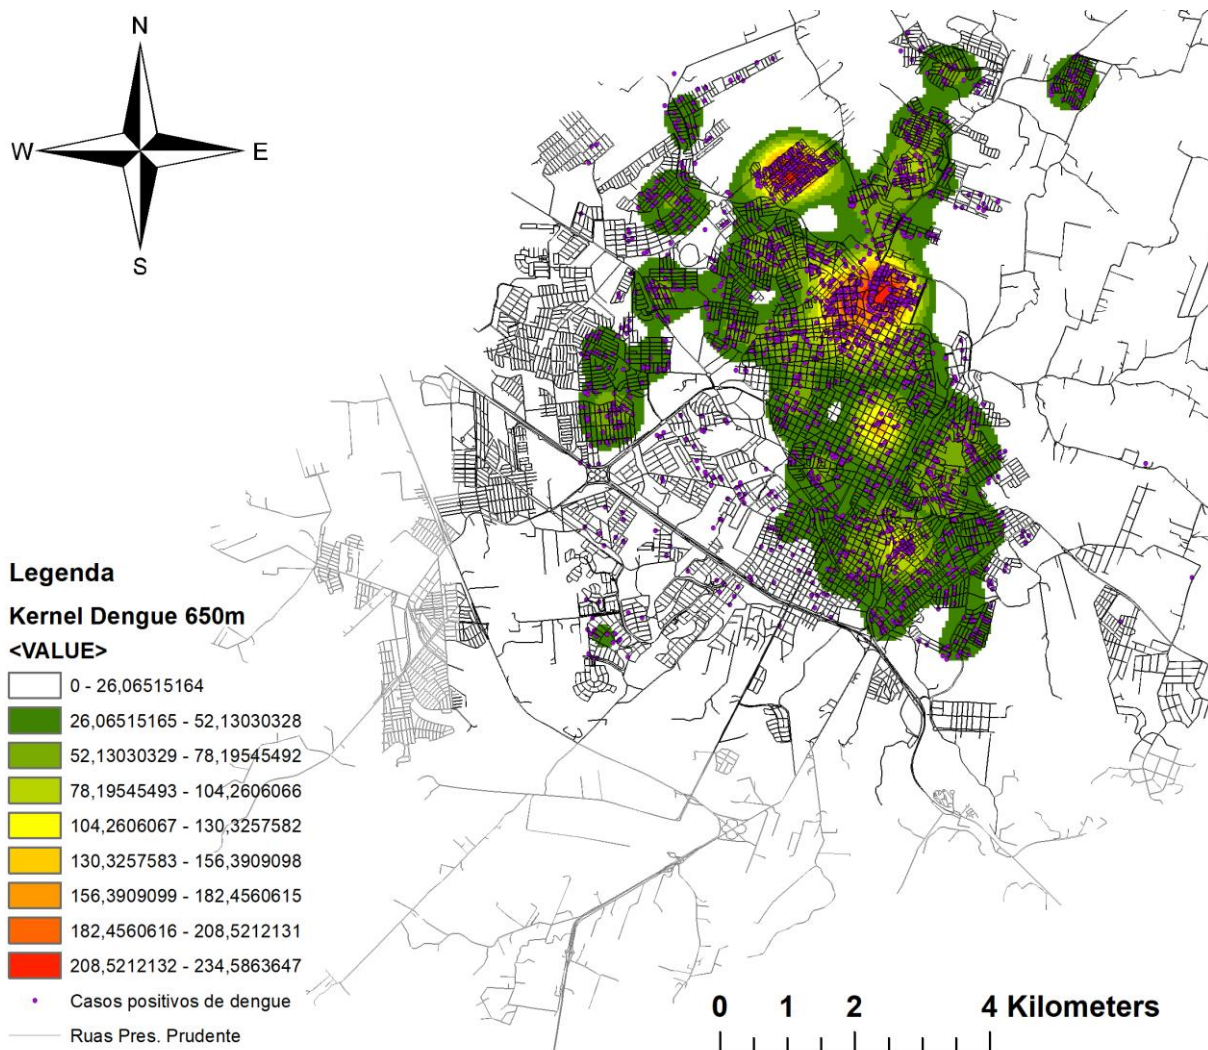 N
W
E
S
Legenda
Kernel Dengue 650m
<VALUE>
0 - 26,06515164
26,06515165 - 52,13030328
52,13030329 - 78,19545492
78,19545493 - 104,2606066
104,2606067 - 130,3257582
130,3257583 - 156,3909098
156,3909099 - 182,4560615
182,4560616 - 208,5212131
208,5212132 - 234,5863647
Casos positivos de dengue
Ruas Pres. Prudente
0 1 2 4 Kilometers